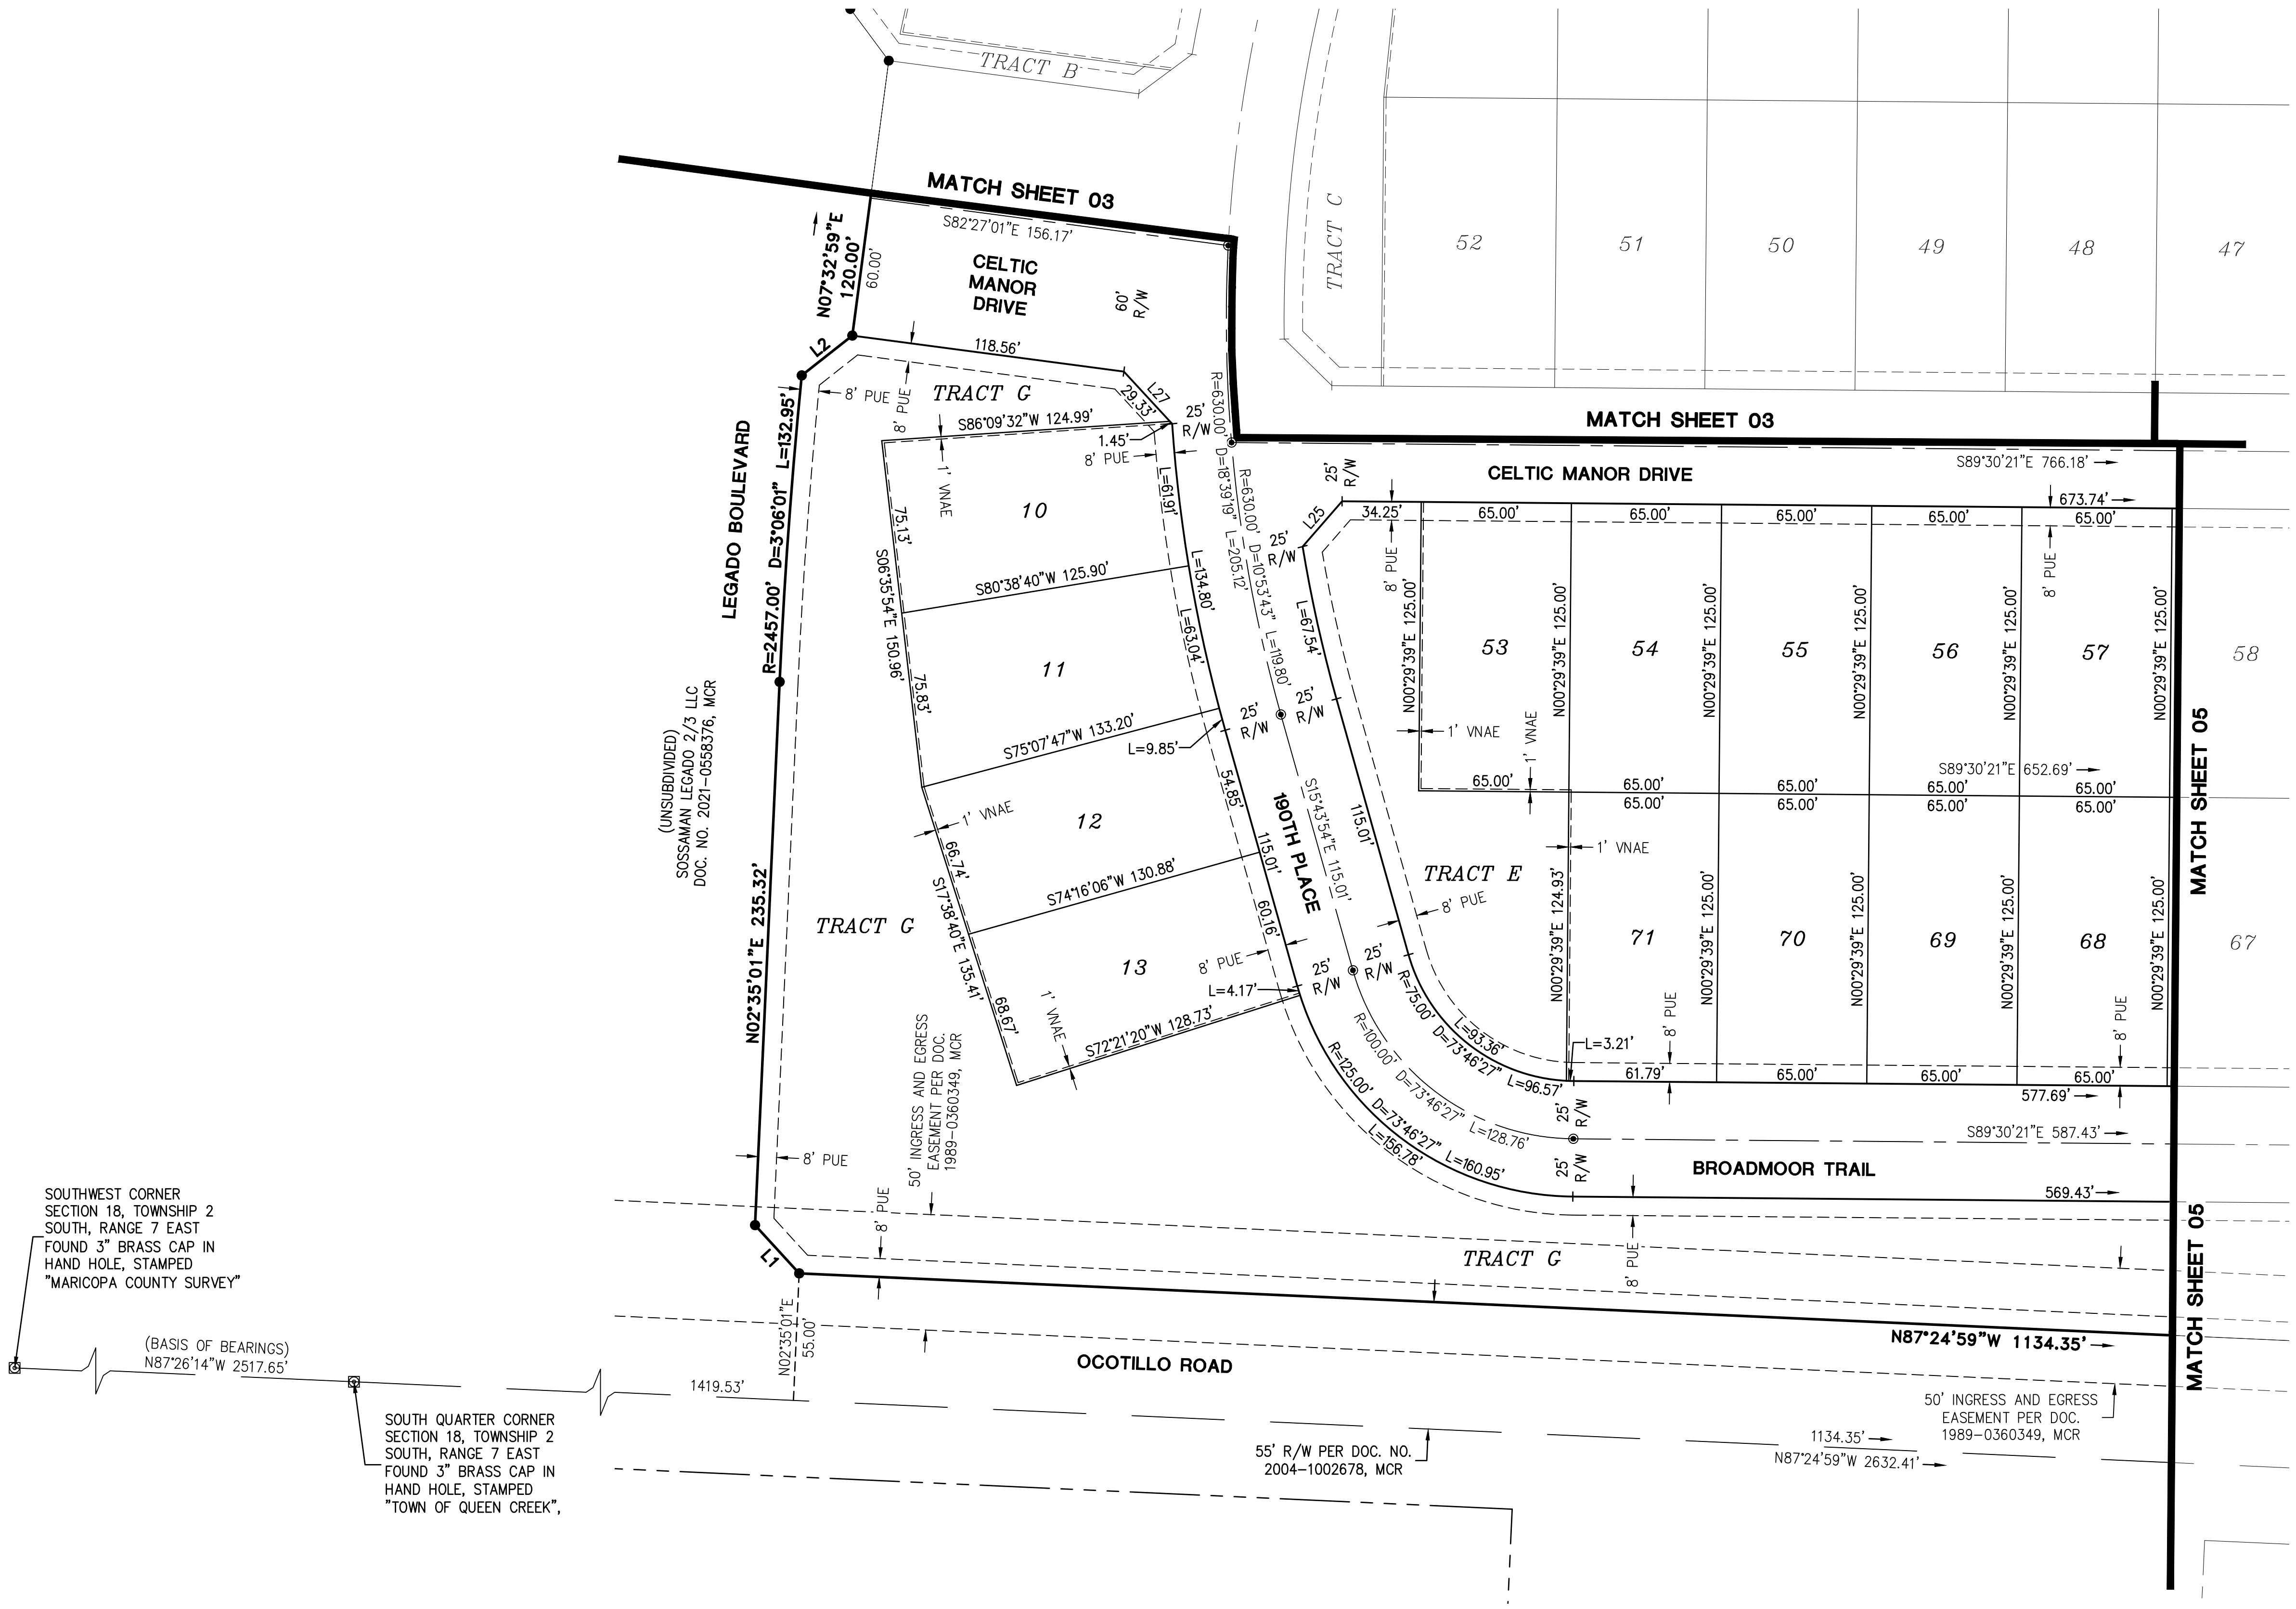 TRACT B
MATCH SHEET 03
S82°27'01"E 156.17'
N07°32'59"E
120.00'
60.00'
CELTIC
MANOR
DRIVE
60'
R/W
TRACT C
52
51
50
49
48
47
L2
118.56'
L27
29.33'
TRACT G
8' PUE
8' PUE
S86°09'32"W 124.99'
1.45'
8' PUE
25'
R/W
R=630.00' D=18°39'19" L=205.12'
R=630.00' D=10°53'43" L=119.80'
MATCH SHEET 03
CELTIC MANOR DRIVE
S89°30'21"E 766.18'
673.74'
25'
R/W
L25
34.25'
65.00'
65.00'
65.00'
65.00'
65.00'
25'
R/W
8' PUE
8' PUE
LEGADO BOULEVARD
R=2457.00' D=3°06'01" L=132.95'
1' VNAE
10
75.13'
L=61.91'
S06°35'54"E 150.96'
S80°38'40"W 125.90'
L=134.80'
L=63.04'
11
75.83'
S75°07'47"W 133.20'
L=9.85'
25'
R/W
25'
R/W
L=67.54'
N00°29'39"E 125.00'
N00°29'39"E 125.00'
N00°29'39"E 125.00'
N00°29'39"E 125.00'
N00°29'39"E 125.00'
N00°29'39"E 125.00'
53
54
55
56
57
58
1' VNAE
1' VNAE
65.00'
65.00'
65.00'
65.00'
65.00'
S89°30'21"E 652.69'
65.00'
65.00'
65.00'
65.00'
MATCH SHEET 05
(UNSUBDIVIDED)
SOSSAMAN LEGADO 2/3 LLC
DOC. NO. 2021-0558376, MCR
1' VNAE
12
54.85'
66.74'
S74°16'06"W 130.88'
115.01'
190TH PLACE
S15°43'54"E 115.01'
115.01'
TRACT E
8' PUE
1' VNAE
N00°29'39"E 124.93'
N00°29'39"E 125.00'
N00°29'39"E 125.00'
N00°29'39"E 125.00'
N00°29'39"E 125.00'
71
70
69
68
67
N02°35'01"E 235.32'
TRACT G
S17°38'40"E 135.41'
13
60.16'
8' PUE
L=4.17'
25'
R/W
25'
R/W
68.67'
1' VNAE
S72°21'20"W 128.73'
R=75.00' D=73°46'27" L=96.57'
L=93.36'
L=3.21'
R=100.00' D=73°46'27" L=128.76'
R=125.00' D=73°46'27" L=160.95'
L=156.78'
8' PUE
8' PUE
61.79'
65.00'
65.00'
65.00'
577.69'
25'
R/W
S89°30'21"E 587.43'
25'
R/W
BROADMOOR TRAIL
569.43'
50' INGRESS AND EGRESS
EASEMENT PER DOC.
1989-0360349, MCR
8' PUE
8' PUE
L1
TRACT G
8' PUE
MATCH SHEET 05
SOUTHWEST CORNER
SECTION 18, TOWNSHIP 2
SOUTH, RANGE 7 EAST
FOUND 3" BRASS CAP IN
HAND HOLE, STAMPED
"MARICOPA COUNTY SURVEY"
(BASIS OF BEARINGS)
N87°26'14"W 2517.65'
N02°35'01"E
55.00'
OCOTILLO ROAD
N87°24'59"W 1134.35'
1419.53'
SOUTH QUARTER CORNER
SECTION 18, TOWNSHIP 2
SOUTH, RANGE 7 EAST
FOUND 3" BRASS CAP IN
HAND HOLE, STAMPED
"TOWN OF QUEEN CREEK",
50' INGRESS AND EGRESS
EASEMENT PER DOC.
1989-0360349, MCR
55' R/W PER DOC. NO.
2004-1002678, MCR
1134.35'
N87°24'59"W 2632.41'